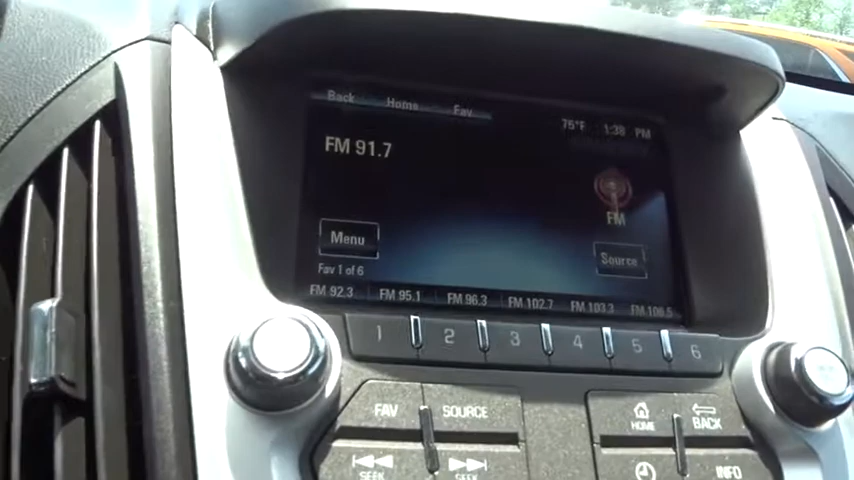 Back Home Fav
75°F 1:38 PM
FM 91.7
FM
Menu Source
Fav 1 of 6
FM 92.3 FM 95.1 FM 96.3 FM 102.7 FM 103.3 FM 106.5
1 2 3 4 5 6
FAV SOURCE HOME BACK
SEEK SEEK INFO